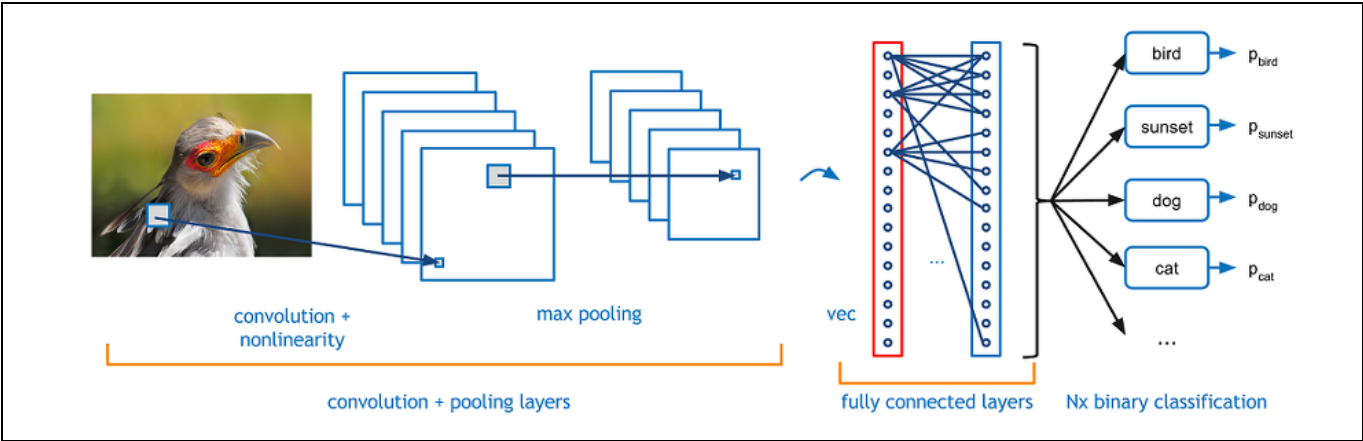 bird
p_bird
sunset
p_sunset
dog
p_dog
cat
p_cat
...
...
convolution +
nonlinearity
max pooling
vec
convolution + pooling layers
fully connected layers
Nx binary classification